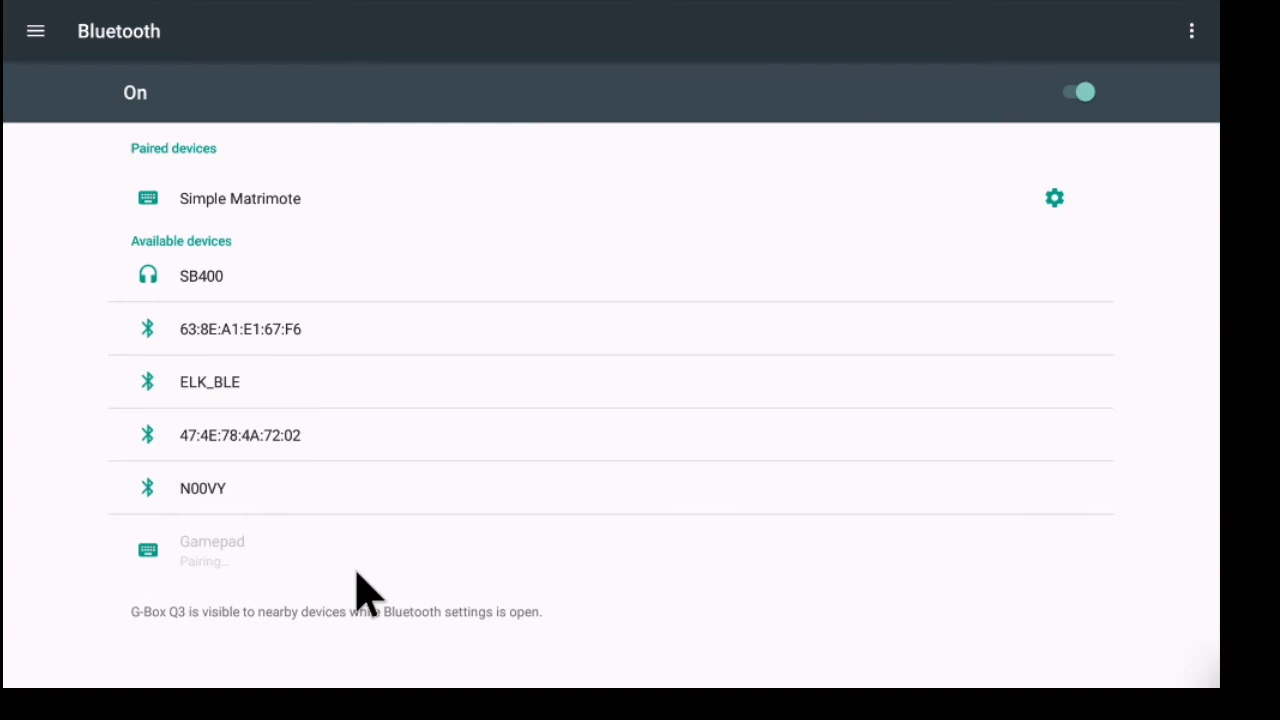 Bluetooth
On
Paired devices
Simple Matrimote
Available devices
SB400
63:8E:A1:E1:67:F6
ELK_BLE
47:4E:78:4A:72:02
N00VY
Gamepad
Pairing…
G-Box Q3 is visible to nearby devices while Bluetooth settings is open.